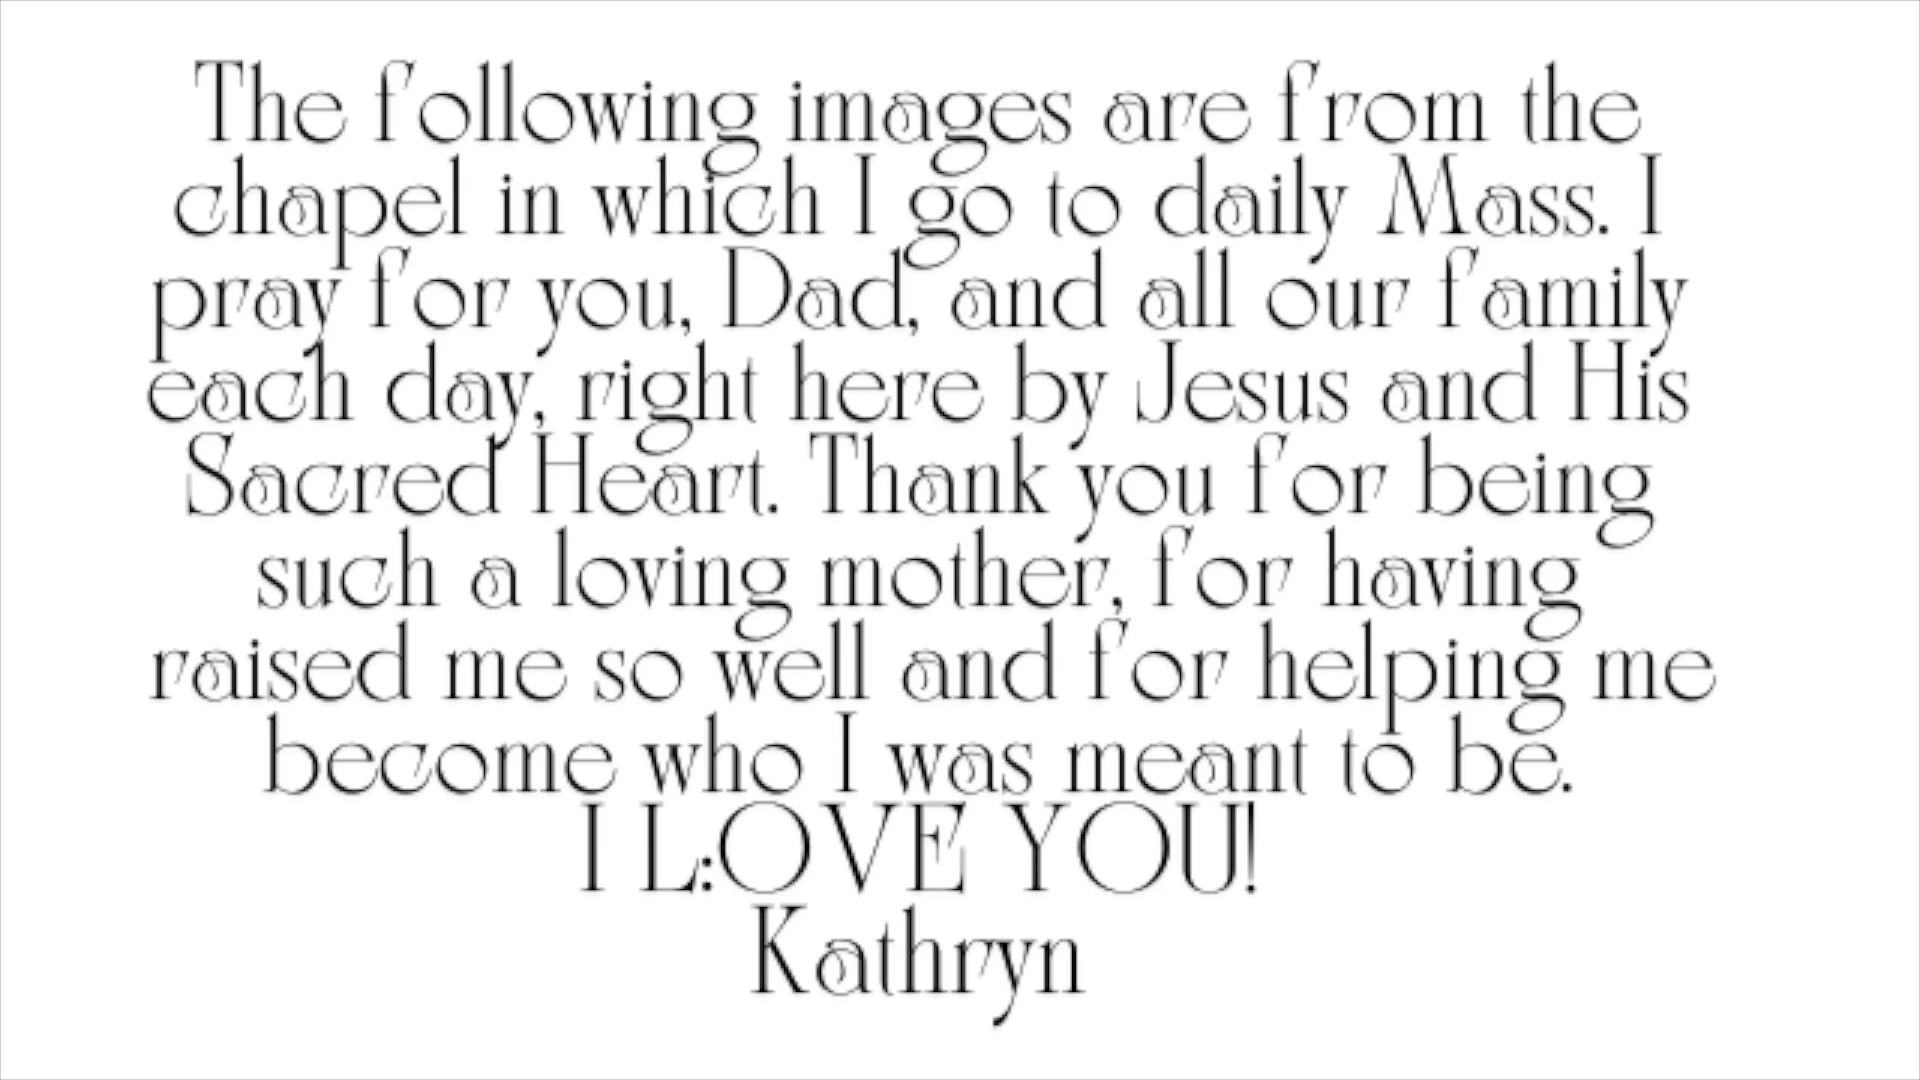 The following images are from the
chapel in which I go to daily Mass. I
pray for you, Dad, and all our family
each day, right here by Jesus and His
Sacred Heart. Thank you for being
such a loving mother, for having
raised me so well and for helping me
become who I was meant to be.
I L:OVE YOU!
Kathryn